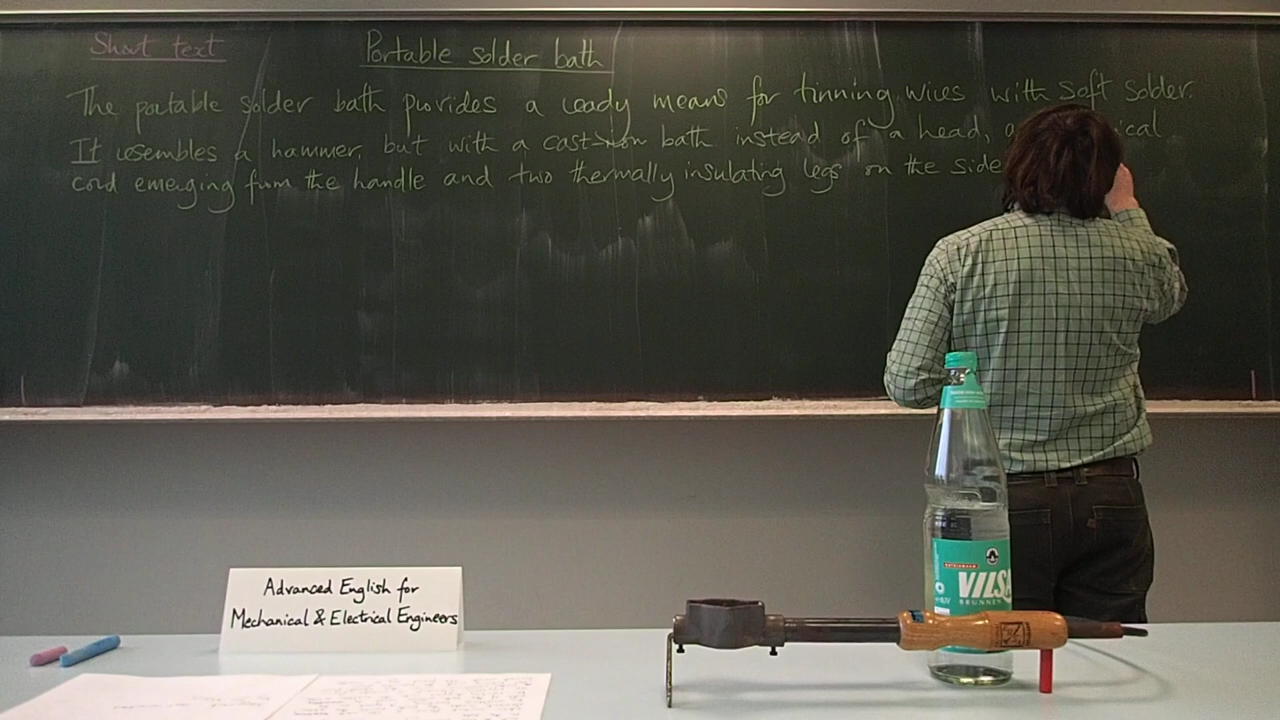 Short text
Portable solder bath
The portable solder bath provides a ready means for tinning wires with soft solder.
It resembles a hammer, but with a cast-iron bath instead of a head, a ical
cord emerging from the handle and two thermally insulating legs on the side
Advanced English for
Mechanical & Electrical Engineers
VILS
BRUNNEN